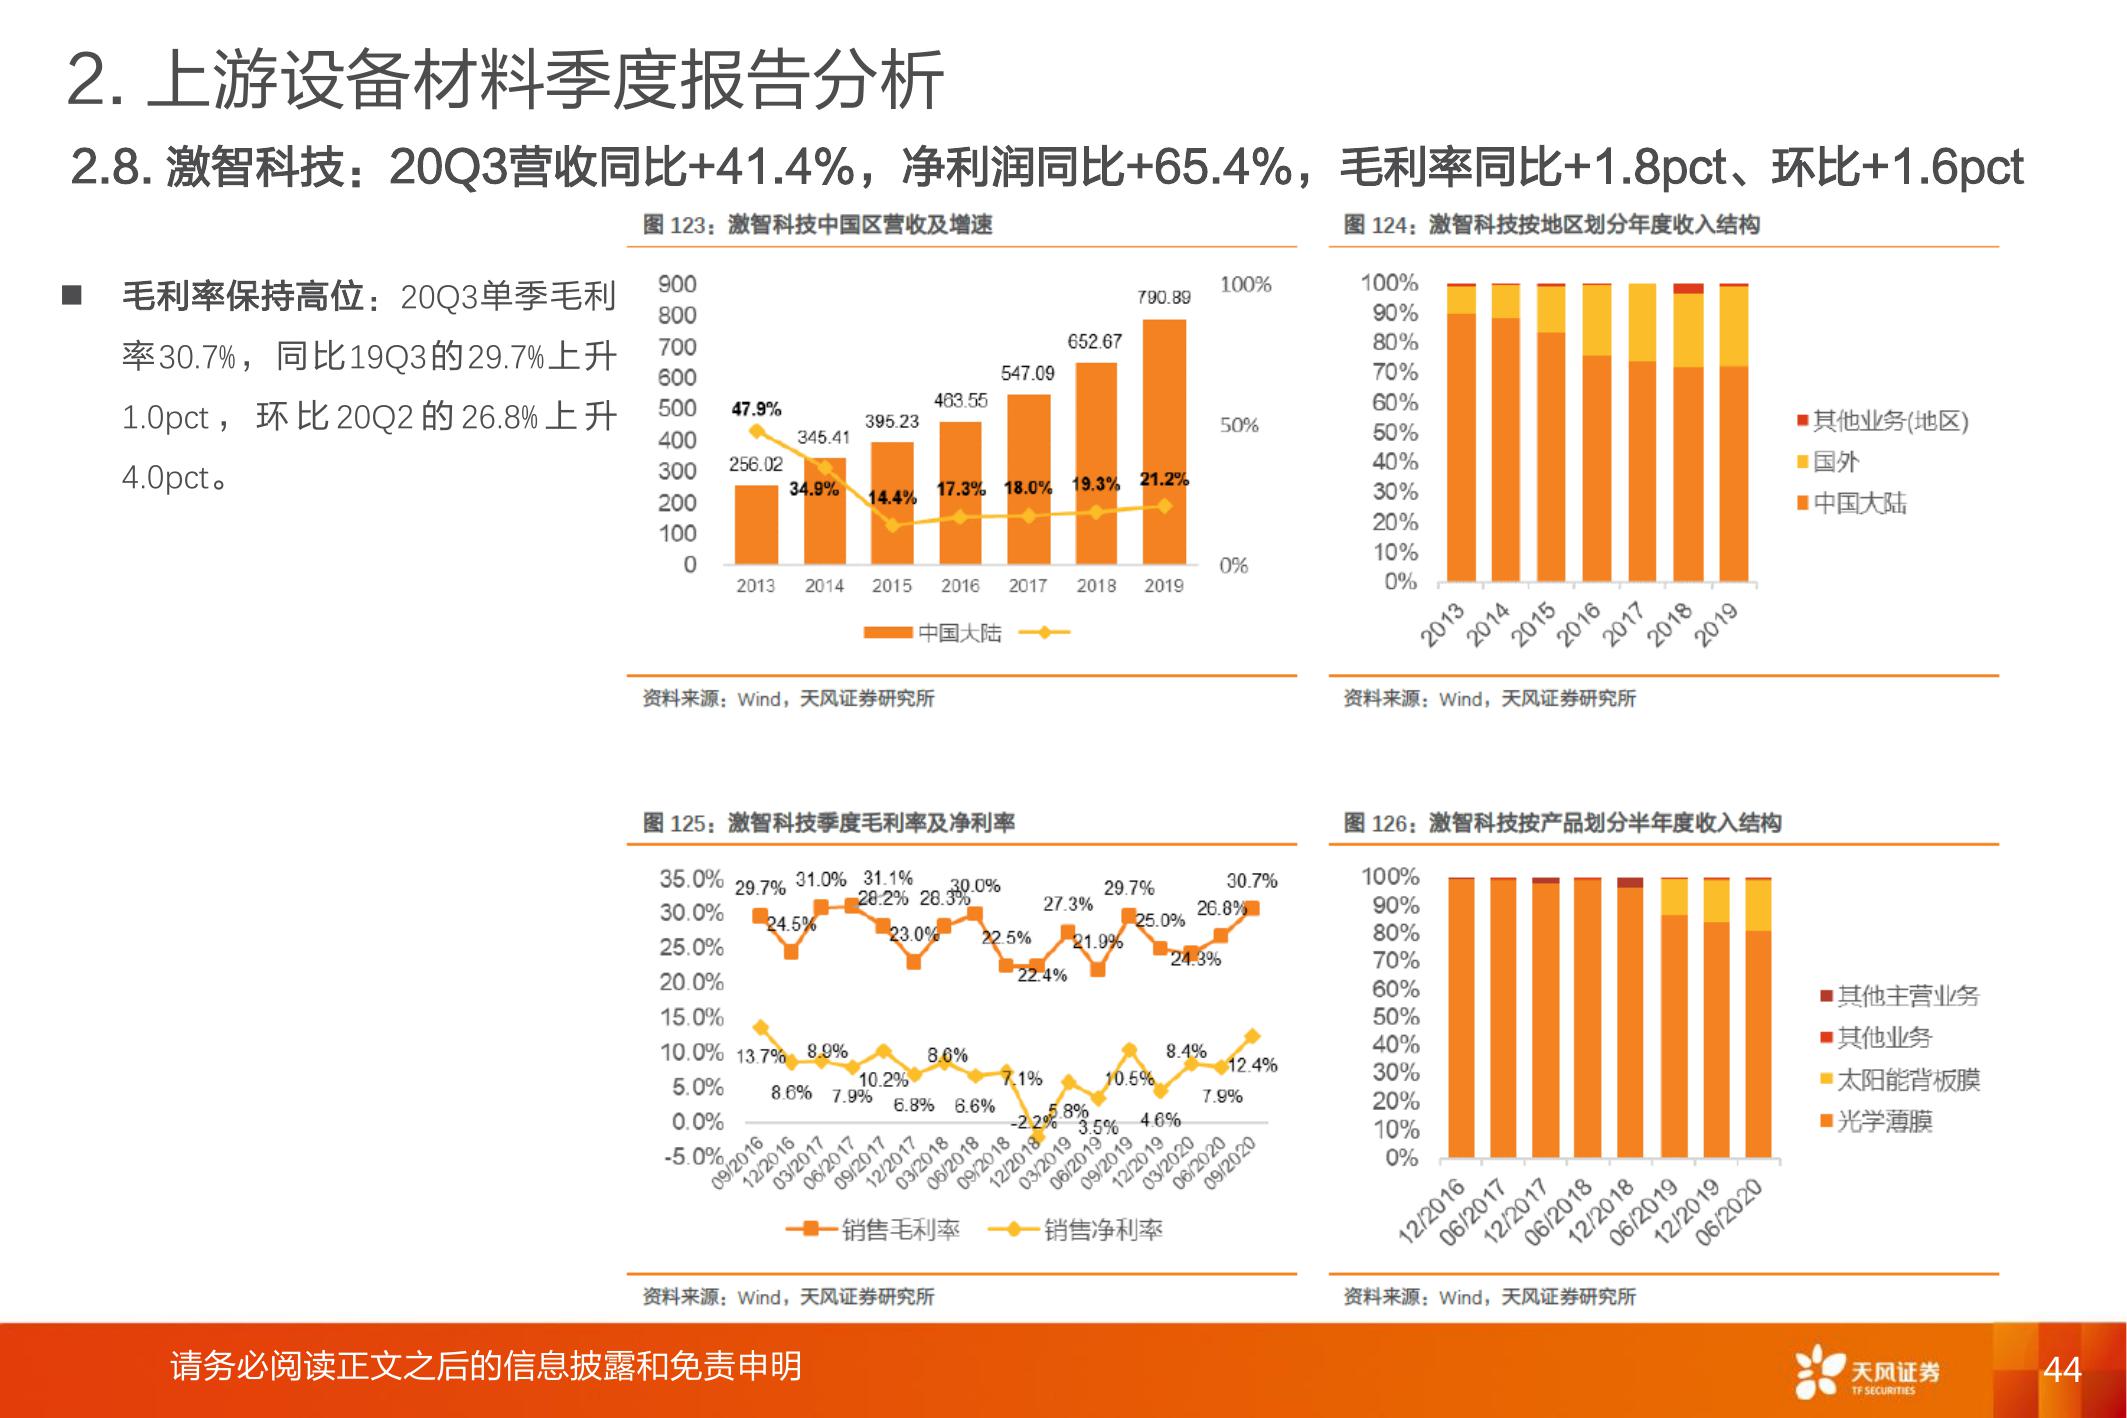 2. 上游设备材料季度报告分析
2.8. 激智科技：20Q3营收同比+41.4%，净利润同比+65.4%，毛利率同比+1.8pct、环比+1.6pct
■ 毛利率保持高位：20Q3单季毛利
率30.7%，同比19Q3的29.7%上升
1.0pct，环比20Q2的26.8%上升
4.0pct。
图 123：激智科技中国区营收及增速
900
800
700
600
500
400
300
200
100
0
100%
50%
0%
256.02
345.41
395.23
463.55
547.09
652.67
790.89
47.9%
34.9%
14.4%
17.3%
18.0%
19.3%
21.2%
2013 2014 2015 2016 2017 2018 2019
中国大陆
资料来源：Wind，天风证券研究所
图 124：激智科技按地区划分年度收入结构
100%
90%
80%
70%
60%
50%
40%
30%
20%
10%
0%
2013 2014 2015 2016 2017 2018 2019
其他业务(地区)
国外
中国大陆
资料来源：Wind，天风证券研究所
图 125：激智科技季度毛利率及净利率
35.0%
30.0%
25.0%
20.0%
15.0%
10.0%
5.0%
0.0%
-5.0%
29.7% 24.5% 31.0% 31.1% 28.2% 23.0% 28.3% 30.0% 22.5% 22.4% 27.3% 21.9% 29.7% 25.0% 24.3% 26.8% 30.7%
13.7% 8.6% 8.9% 7.9% 10.2% 6.8% 8.6% 6.6% 7.1% -2.2% 5.8% 3.5% 10.5% 4.6% 8.4% 7.9% 12.4%
09/2016 12/2016 03/2017 06/2017 09/2017 12/2017 03/2018 06/2018 09/2018 12/2018 03/2019 06/2019 09/2019 12/2019 03/2020 06/2020 09/2020
销售毛利率 销售净利率
资料来源：Wind，天风证券研究所
图 126：激智科技按产品划分半年度收入结构
100%
90%
80%
70%
60%
50%
40%
30%
20%
10%
0%
12/2016 06/2017 12/2017 06/2018 12/2018 06/2019 12/2019 06/2020
其他主营业务
其他业务
太阳能背板膜
光学薄膜
资料来源：Wind，天风证券研究所
请务必阅读正文之后的信息披露和免责申明
天风证券
TF SECURITIES
44